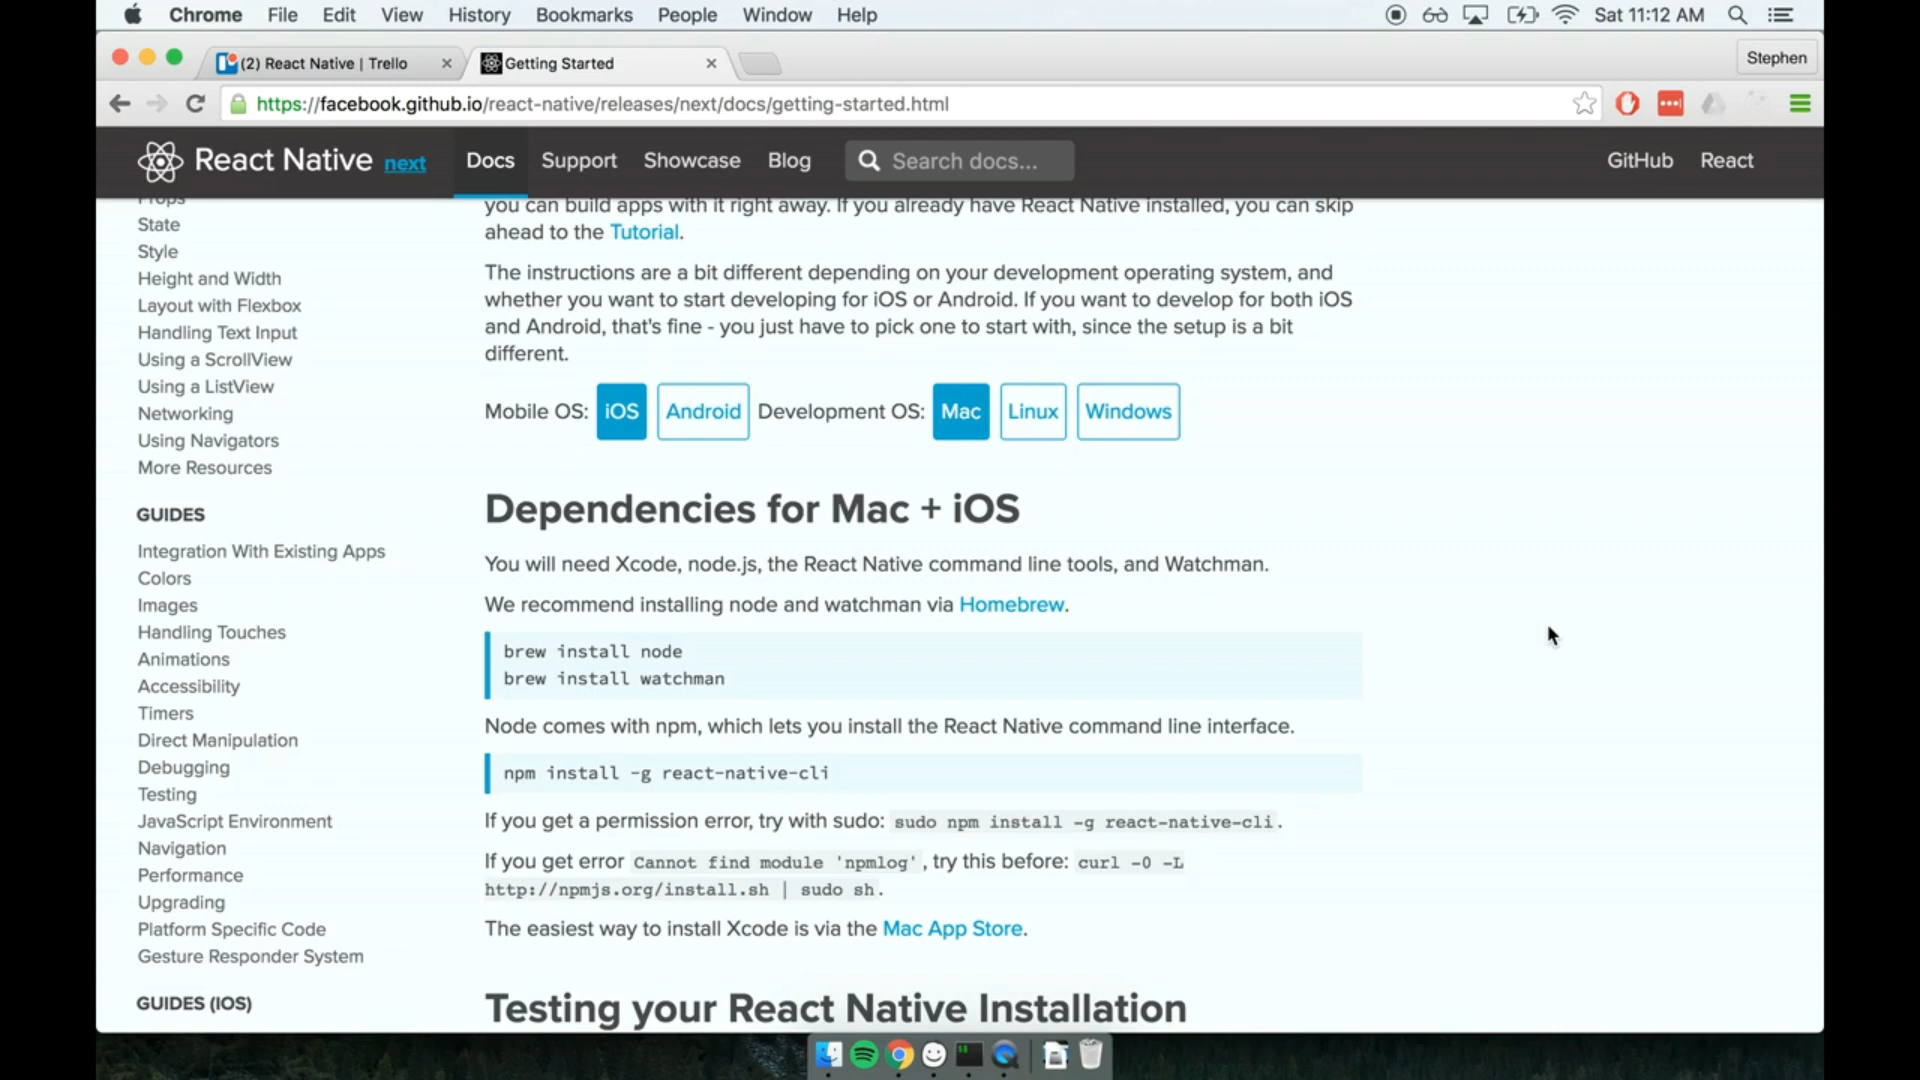 Chrome File Edit View History Bookmarks People Window Help Sat 11:12 AM
(2) React Native | Trello
Getting Started
Stephen
https://facebook.github.io/react-native/releases/next/docs/getting-started.html
React Native next Docs Support Showcase Blog Search docs... GitHub React
Props
State
Style
Height and Width
Layout with Flexbox
Handling Text Input
Using a ScrollView
Using a ListView
Networking
Using Navigators
More Resources
GUIDES
Integration With Existing Apps
Colors
Images
Handling Touches
Animations
Accessibility
Timers
Direct Manipulation
Debugging
Testing
JavaScript Environment
Navigation
Performance
Upgrading
Platform Specific Code
Gesture Responder System
GUIDES (IOS)
you can build apps with it right away. If you already have React Native installed, you can skip
ahead to the Tutorial.
The instructions are a bit different depending on your development operating system, and
whether you want to start developing for iOS or Android. If you want to develop for both iOS
and Android, that's fine - you just have to pick one to start with, since the setup is a bit
different.
Mobile OS: iOS Android Development OS: Mac Linux Windows
Dependencies for Mac + iOS
You will need Xcode, node.js, the React Native command line tools, and Watchman.
We recommend installing node and watchman via Homebrew.
brew install node
brew install watchman
Node comes with npm, which lets you install the React Native command line interface.
npm install -g react-native-cli
If you get a permission error, try with sudo: sudo npm install -g react-native-cli.
If you get error Cannot find module 'npmlog', try this before: curl -0 -L
http://npmjs.org/install.sh | sudo sh.
The easiest way to install Xcode is via the Mac App Store.
Testing your React Native Installation